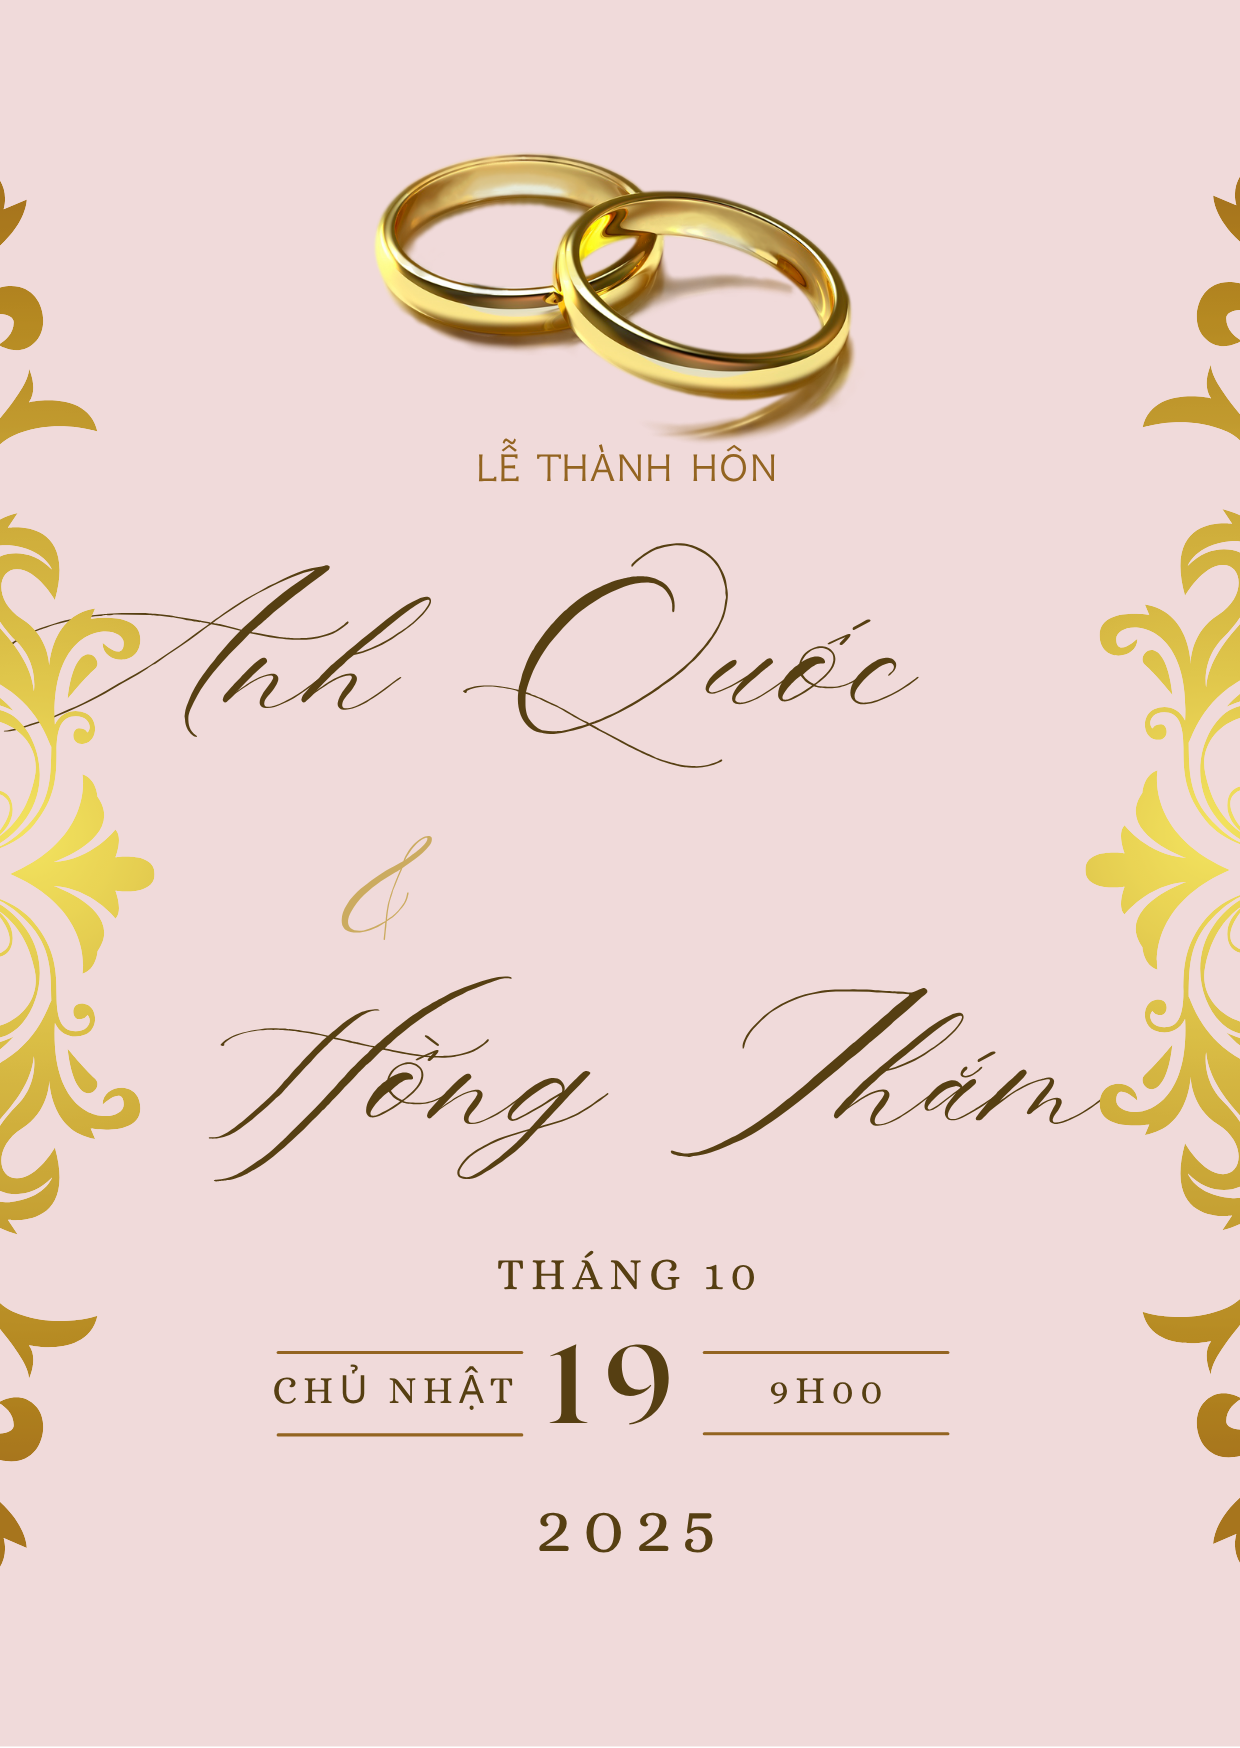 LỄ THÀNH HÔN
Anh Quốc
&
Hồng Thắm
THÁNG 10
CHỦ NHẬT 19 9H00
2025